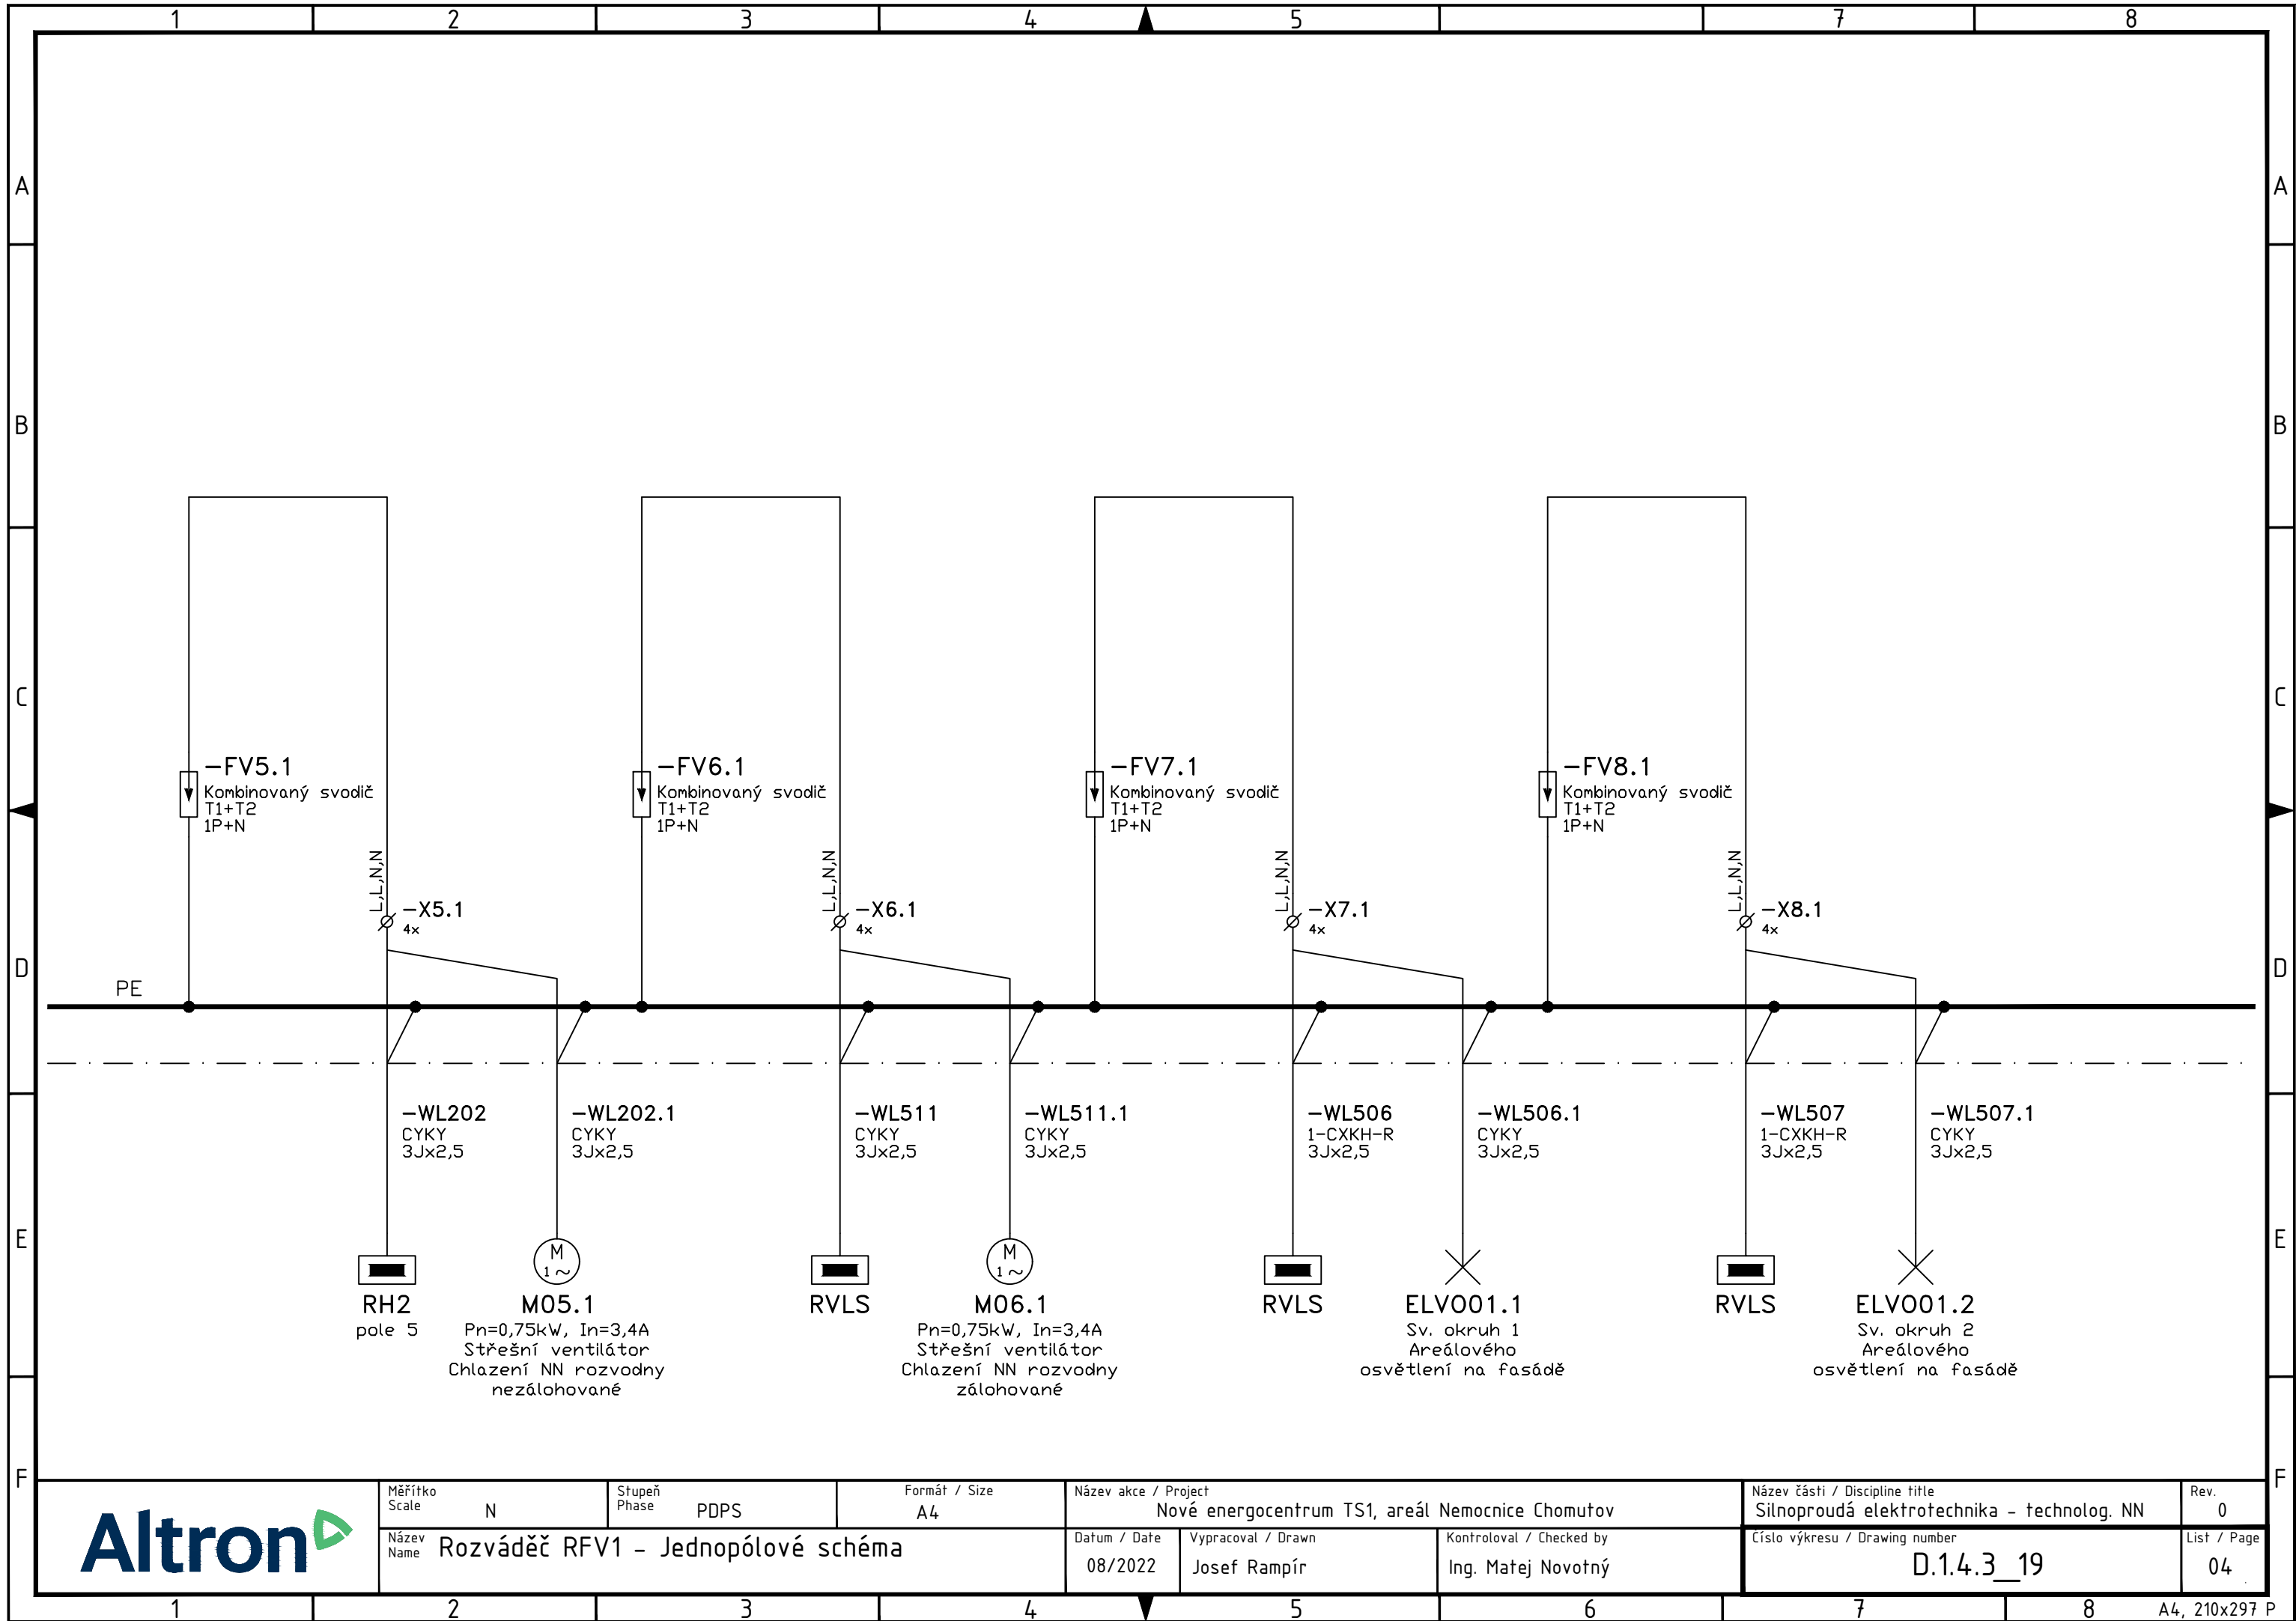 1 2 3 4 5 7 8
A A
B B
C C
D D
E E
F F
-FV5.1
Kombinovaný svodič
T1+T2
1P+N
-FV6.1
Kombinovaný svodič
T1+T2
1P+N
-FV7.1
Kombinovaný svodič
T1+T2
1P+N
-FV8.1
Kombinovaný svodič
T1+T2
1P+N
L,L,N,N
-X5.1
4x
L,L,N,N
-X6.1
4x
L,L,N,N
-X7.1
4x
L,L,N,N
-X8.1
4x
PE
-WL202
CYKY
3Jx2,5
-WL202.1
CYKY
3Jx2,5
-WL511
CYKY
3Jx2,5
-WL511.1
CYKY
3Jx2,5
-WL506
1-CXKH-R
3Jx2,5
-WL506.1
CYKY
3Jx2,5
-WL507
1-CXKH-R
3Jx2,5
-WL507.1
CYKY
3Jx2,5
RH2
pole 5
M
1~
M05.1
Pn=0,75kW, In=3,4A
Střešní ventilátor
Chlazení NN rozvodny
nezálohované
RVLS
M
1~
M06.1
Pn=0,75kW, In=3,4A
Střešní ventilátor
Chlazení NN rozvodny
zálohované
RVLS
ELVO01.1
Sv. okruh 1
Areálového
osvětlení na fasádě
RVLS
ELVO01.2
Sv. okruh 2
Areálového
osvětlení na fasádě
Altron
Měřítko
Scale
N
Stupeň
Phase
PDPS
Formát / Size
A4
Název akce / Project
Nové energocentrum TS1, areál Nemocnice Chomutov
Název části / Discipline title
Silnoproudá elektrotechnika - technolog. NN
Rev.
0
Název
Name
Rozváděč RFV1 - Jednopólové schéma
Datum / Date
08/2022
Vypracoval / Drawn
Josef Rampír
Kontroloval / Checked by
Ing. Matej Novotný
Číslo výkresu / Drawing number
D.1.4.3_19
List / Page
04
1 2 3 4 5 6 7 8
A4, 210x297 P